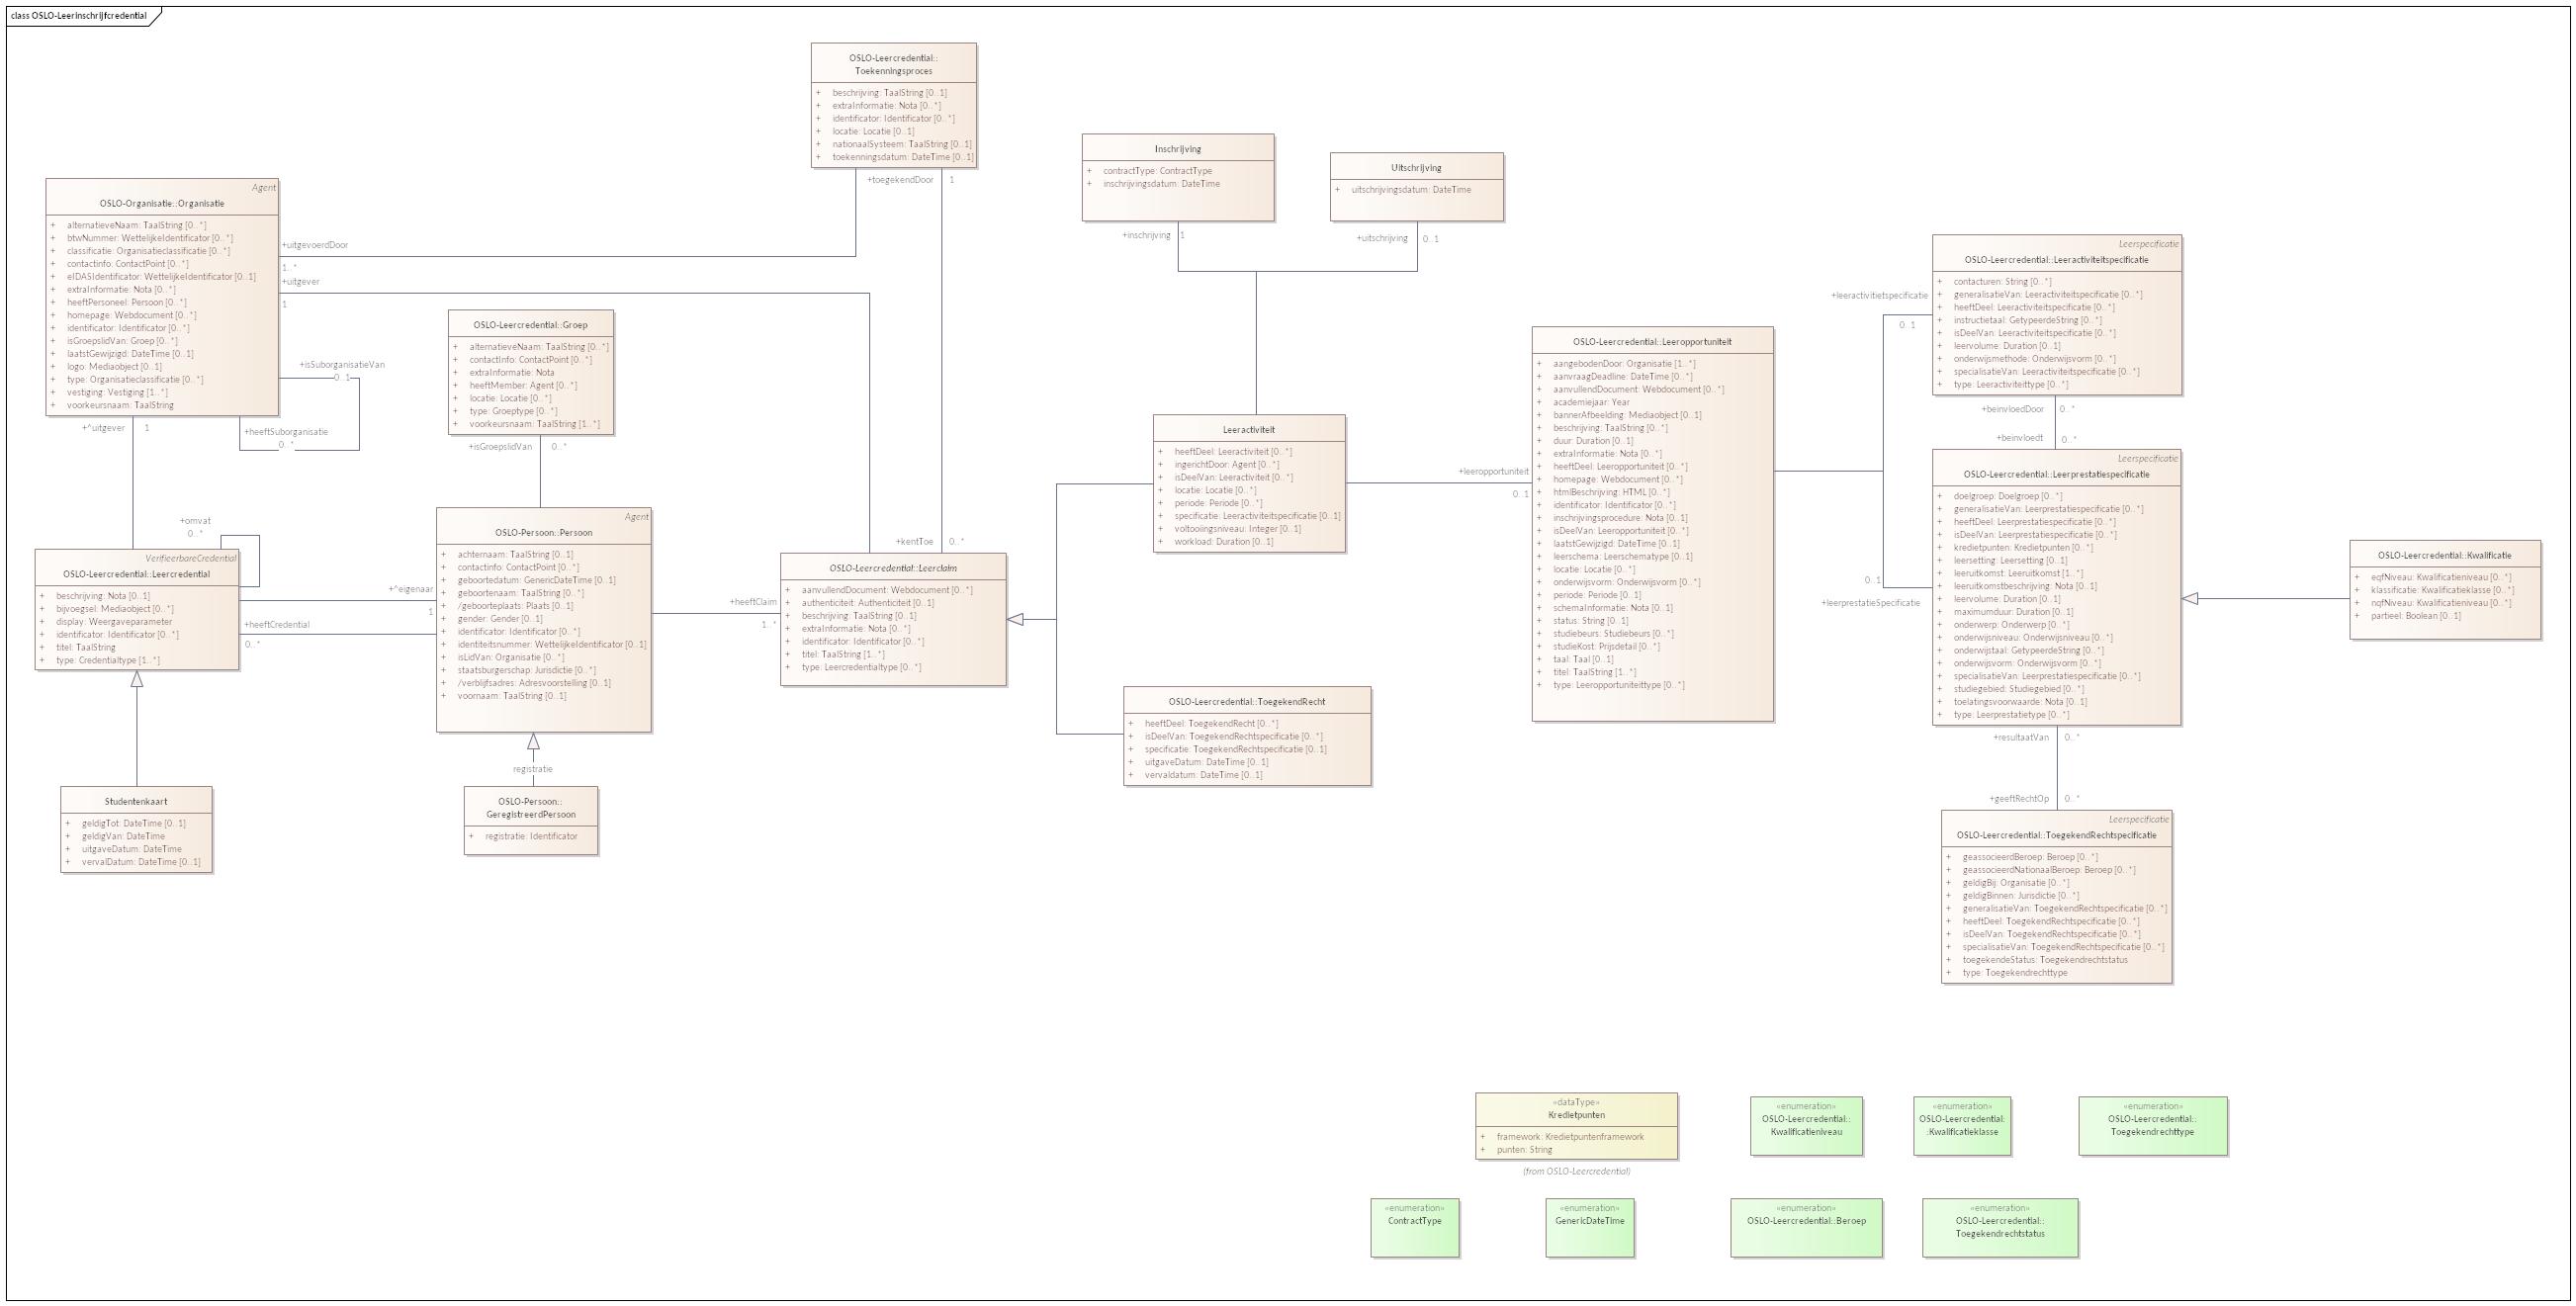 class OSLO-Leerinschrijfcredential
OSLO-Leercredential::
Toekenningsproces
+ beschrijving: TaalString [0..1]
+ extraInformatie: Nota [0..*]
+ identificator: Identificator [0..*]
+ locatie: Locatie [0..1]
+ nationaalSysteem: TaalString [0..1]
+ toekenningsdatum: DateTime [0..1]
+toegekendDoor 1
Inschrijving
+ contractType: ContractType
+ inschrijvingsdatum: DateTime
+inschrijving 1
Uitschrijving
+ uitschrijvingsdatum: DateTime
+uitschrijving 0..1
Agent
OSLO-Organisatie::Organisatie
+ alternatieveNaam: TaalString [0..*]
+ btwNummer: WettelijkeIdentificator [0..*]
+ classificatie: Organisatieclassificatie [0..*]
+ contactinfo: ContactPoint [0..*]
+ eIDASIdentificator: WettelijkeIdentificator [0..1]
+ extraInformatie: Nota [0..*]
+ heeftPersoneel: Persoon [0..*]
+ homepage: Webdocument [0..*]
+ identificator: Identificator [0..*]
+ isGroepslidVan: Groep [0..*]
+ laatstGewijzigd: DateTime [0..1]
+ logo: Mediaobject [0..1]
+ type: Organisatieclassificatie [0..*]
+ vestiging: Vestiging [1..*]
+ voorkeursnaam: TaalString
+uitgevoerdDoor
1..*
+uitgever
1
+isSuborganisatieVan
0..1
+heeftSuborganisatie
0..*
+^uitgever 1
OSLO-Leercredential::Groep
+ alternatieveNaam: TaalString [0..*]
+ contactInfo: ContactPoint [0..*]
+ extraInformatie: Nota
+ heeftMember: Agent [0..*]
+ locatie: Locatie [0..*]
+ type: Groeptype [0..*]
+ voorkeursnaam: TaalString [1..*]
+isGroepslidVan 0..*
+omvat
0..*
VerifieerbareCredential
OSLO-Leercredential::Leercredential
+ beschrijving: Nota [0..1]
+ bijvoegsel: Mediaobject [0..*]
+ display: Weergaveparameter
+ identificator: Identificator [0..*]
+ titel: TaalString
+ type: Credentialtype [1..*]
+^eigenaar
1
+heeftCredential
0..*
Agent
OSLO-Persoon::Persoon
+ achternaam: TaalString [0..1]
+ contactinfo: ContactPoint [0..*]
+ geboortedatum: GenericDateTime [0..1]
+ geboortenaam: TaalString [0..*]
+ /geboorteplaats: Plaats [0..1]
+ gender: Gender [0..1]
+ identificator: Identificator [0..*]
+ identiteitsnummer: WettelijkeIdentificator [0..1]
+ isLidVan: Organisatie [0..*]
+ staatsburgerschap: Jurisdictie [0..*]
+ /verblijfsadres: Adresvoorstelling [0..1]
+ voornaam: TaalString [0..1]
+heeftClaim
1..*
+kentToe 0..*
OSLO-Leercredential::Leerclaim
+ aanvullendDocument: Webdocument [0..*]
+ authenticiteit: Authenticiteit [0..1]
+ beschrijving: TaalString [0..1]
+ extraInformatie: Nota [0..*]
+ identificator: Identificator [0..*]
+ titel: TaalString [1..*]
+ type: Leercredentialtype [0..*]
Studentenkaart
+ geldigTot: DateTime [0..1]
+ geldigVan: DateTime
+ uitgaveDatum: DateTime
+ vervalDatum: DateTime [0..1]
registratie
OSLO-Persoon::
GeregistreerdPersoon
+ registratie: Identificator
Leeractiviteit
+ heeftDeel: Leeractiviteit [0..*]
+ ingerichtDoor: Agent [0..*]
+ isDeelVan: Leeractiviteit [0..*]
+ locatie: Locatie [0..*]
+ periode: Periode [0..*]
+ specificatie: Leeractiviteitspecificatie [0..1]
+ voltooiingsniveau: Integer [0..1]
+ workload: Duration [0..1]
+leeropportuniteit
0..1
OSLO-Leercredential::ToegekendRecht
+ heeftDeel: ToegekendRecht [0..*]
+ isDeelVan: ToegekendRechtspecificatie [0..*]
+ specificatie: ToegekendRechtspecificatie [0..1]
+ uitgaveDatum: DateTime [0..1]
+ vervaldatum: DateTime [0..1]
OSLO-Leercredential::Leeropportuniteit
+ aangebodenDoor: Organisatie [1..*]
+ aanvraagDeadline: DateTime [0..*]
+ aanvullendDocument: Webdocument [0..*]
+ academiejaar: Year
+ bannerAfbeelding: Mediaobject [0..1]
+ beschrijving: TaalString [0..*]
+ duur: Duration [0..1]
+ extraInformatie: Nota [0..*]
+ heeftDeel: Leeropportuniteit [0..*]
+ homepage: Webdocument [0..*]
+ htmlBeschrijving: HTML [0..*]
+ identificator: Identificator [0..*]
+ inschrijvingsprocedure: Nota [0..1]
+ isDeelVan: Leeropportuniteit [0..*]
+ laatstGewijzigd: DateTime [0..1]
+ leerschema: Leerschematype [0..1]
+ locatie: Locatie [0..*]
+ onderwijsvorm: Onderwijsvorm [0..*]
+ periode: Periode [0..1]
+ schemaInformatie: Nota [0..1]
+ status: String [0..1]
+ studiebeurs: Studiebeurs [0..*]
+ studieKost: Prijsdetail [0..*]
+ taal: Taal [0..1]
+ titel: TaalString [1..*]
+ type: Leeropportuniteittype [0..*]
+leeractivitietspecificatie
0..1
0..1
+leerprestatieSpecificatie
Leerspecificatie
OSLO-Leercredential::Leeractiviteitspecificatie
+ contacturen: String [0..*]
+ generalisatieVan: Leeractiviteitspecificatie [0..*]
+ heeftDeel: Leeractiviteitspecificatie [0..*]
+ instructietaal: GetypeerdeString [0..*]
+ isDeelVan: Leeractiviteitspecificatie [0..*]
+ leervolume: Duration [0..1]
+ onderwijsmethode: Onderwijsvorm [0..*]
+ specialisatieVan: Leeractiviteitspecificatie [0..*]
+ type: Leeractiviteittype [0..*]
+beinvloedDoor 0..*
+beinvloedt 0..*
Leerspecificatie
OSLO-Leercredential::Leerprestatiespecificatie
+ doelgroep: Doelgroep [0..*]
+ generalisatieVan: Leerprestatiespecificatie [0..*]
+ heeftDeel: Leerprestatiespecificatie [0..*]
+ isDeelVan: Leerprestatiespecificatie [0..*]
+ kredietpunten: Kredietpunten [0..*]
+ leersetting: Leersetting [0..1]
+ leeruitkomst: Leeruitkomst [1..*]
+ leeruitkomstbeschrijving: Nota [0..1]
+ leervolume: Duration [0..1]
+ maximumduur: Duration [0..1]
+ onderwerp: Onderwerp [0..*]
+ onderwijsniveau: Onderwijsniveau [0..*]
+ onderwijstaal: GetypeerdeString [0..*]
+ onderwijsvorm: Onderwijsvorm [0..*]
+ specialisatieVan: Leerprestatiespecificatie [0..*]
+ studiegebied: Studiegebied [0..*]
+ toelatingsvoorwaarde: Nota [0..1]
+ type: Leerprestatietype [0..*]
OSLO-Leercredential::Kwalificatie
+ eqfNiveau: Kwalificatieniveau [0..*]
+ klassificatie: Kwalificatieklasse [0..*]
+ nqfNiveau: Kwalificatieniveau [0..*]
+ partieel: Boolean [0..1]
+resultaatVan 0..*
+geeftRechtOp 0..*
Leerspecificatie
OSLO-Leercredential::ToegekendRechtspecificatie
+ geassocieerdBeroep: Beroep [0..*]
+ geassocieerdNationaalBeroep: Beroep [0..*]
+ geldigBij: Organisatie [0..*]
+ geldigBinnen: Jurisdictie [0..*]
+ generalisatieVan: ToegekendRechtspecificatie [0..*]
+ heeftDeel: ToegekendRechtspecificatie [0..*]
+ isDeelVan: ToegekendRechtspecificatie [0..*]
+ specialisatieVan: ToegekendRechtspecificatie [0..*]
+ toegekendeStatus: Toegekendrechtstatus
+ type: Toegekendrechttype
«dataType»
Kredietpunten
+ framework: Kredietpuntenframework
+ punten: String
(from OSLO-Leercredential)
«enumeration»
OSLO-Leercredential::
Kwalificatieniveau
«enumeration»
OSLO-Leercredential:
:Kwalificatieklasse
«enumeration»
OSLO-Leercredential::
Toegekendrechttype
«enumeration»
ContractType
«enumeration»
GenericDateTime
«enumeration»
OSLO-Leercredential::Beroep
«enumeration»
OSLO-Leercredential::
Toegekendrechtstatus